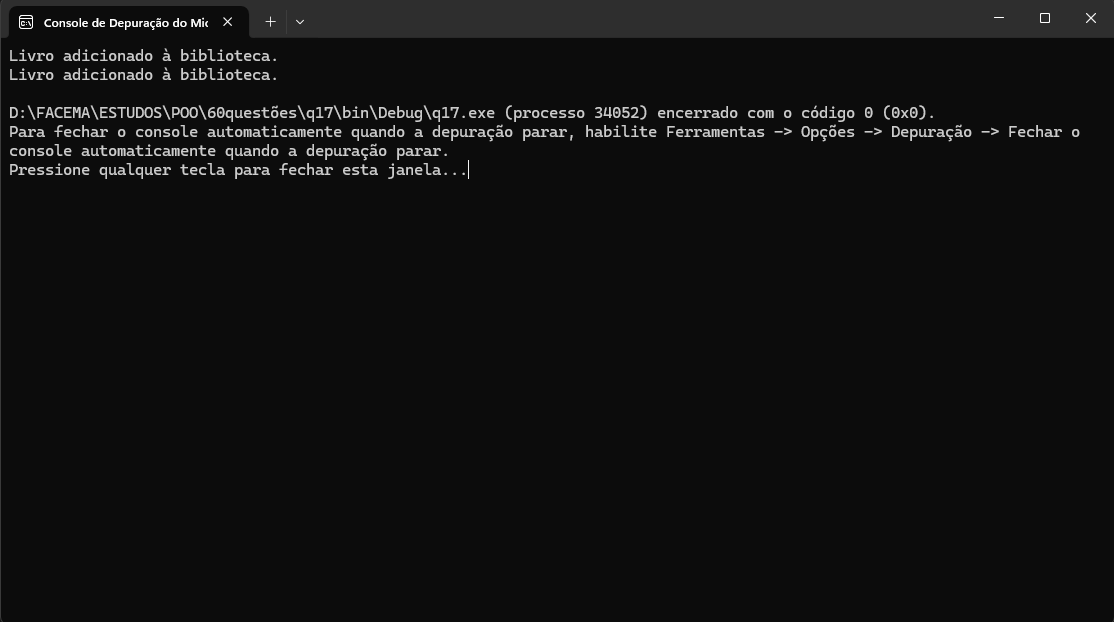 Console de Depuração do Mic
Livro adicionado à biblioteca.
Livro adicionado à biblioteca.
D:\FACEMA\ESTUDOS\POO\60questões\q17\bin\Debug\q17.exe (processo 34052) encerrado com o código 0 (0x0).
Para fechar o console automaticamente quando a depuração parar, habilite Ferramentas -> Opções -> Depuração -> Fechar o
console automaticamente quando a depuração parar.
Pressione qualquer tecla para fechar esta janela...